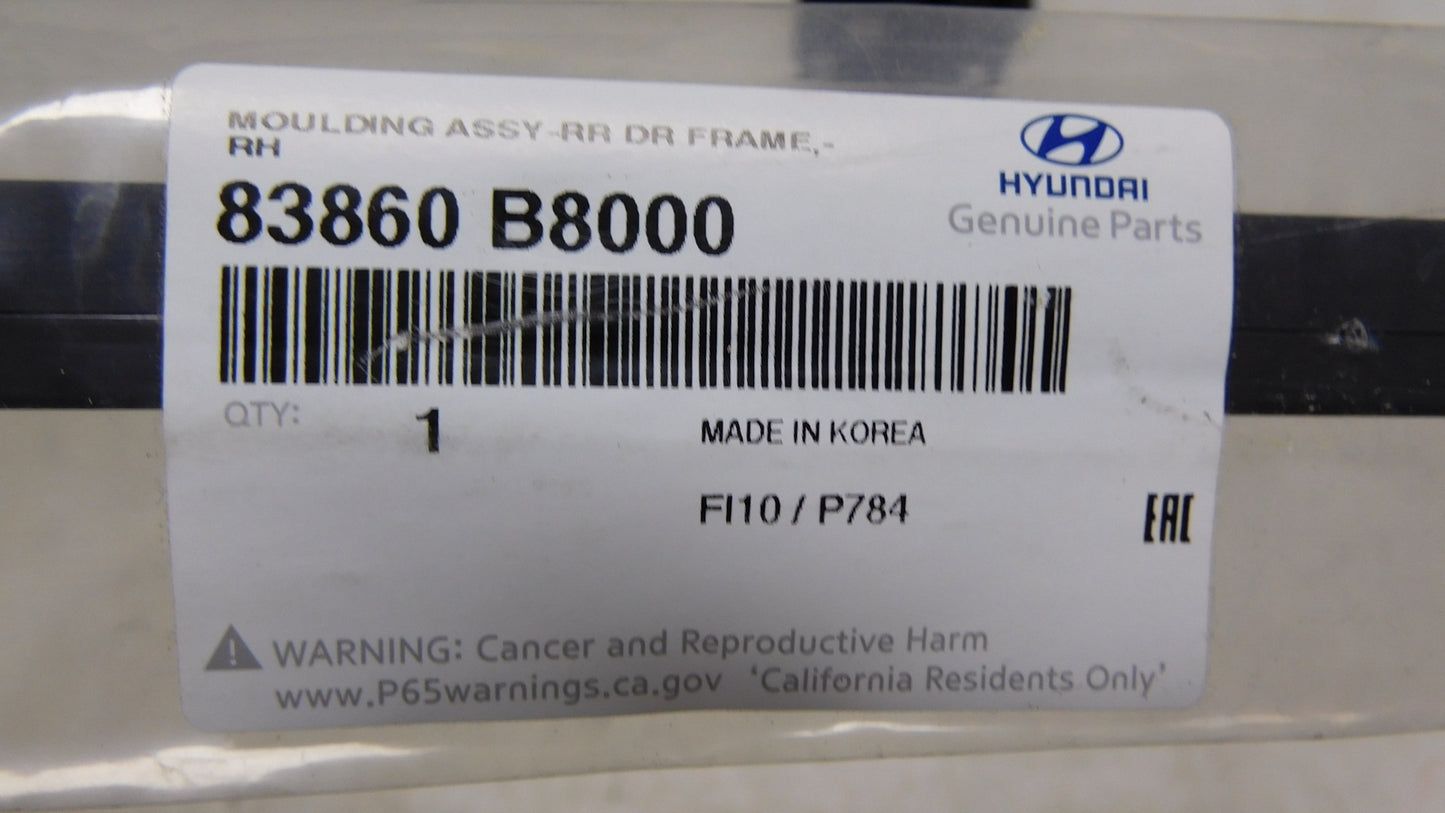 MOULDING ASSY-RR DR FRAME,-
RH
83860 B8000
HYUNDAI
Genuine Parts
QTY: 1
MADE IN KOREA
FI10 / P784
EAC
WARNING: Cancer and Reproductive Harm
www.P65warnings.ca.gov 'California Residents Only'